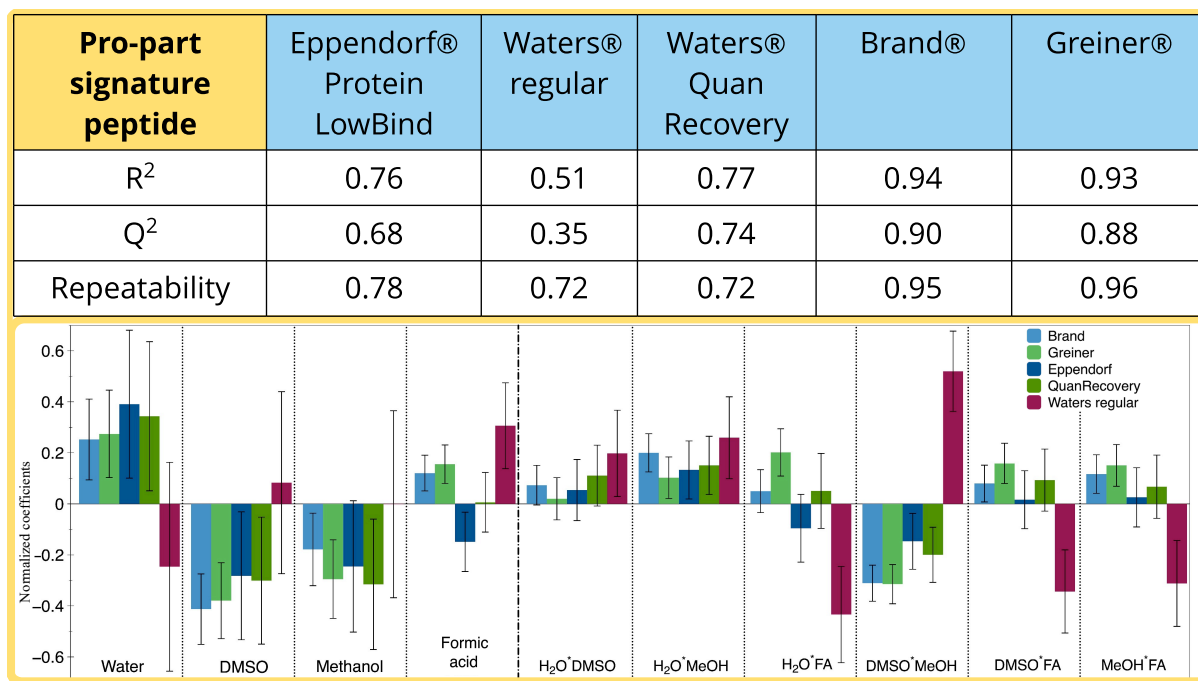 Pro-part signature peptide Eppendorf® Protein LowBind Waters® regular Waters® Quan Recovery Brand® Greiner®
R² 0.76 0.51 0.77 0.94 0.93
Q² 0.68 0.35 0.74 0.90 0.88
Repeatability 0.78 0.72 0.72 0.95 0.96
Normalized coefficients
0.6
0.4
0.2
0
−0.2
−0.4
−0.6
Brand
Greiner
Eppendorf
QuanRecovery
Waters regular
Water DMSO Methanol Formic acid H₂O*DMSO H₂O*MeOH H₂O*FA DMSO*MeOH DMSO*FA MeOH*FA